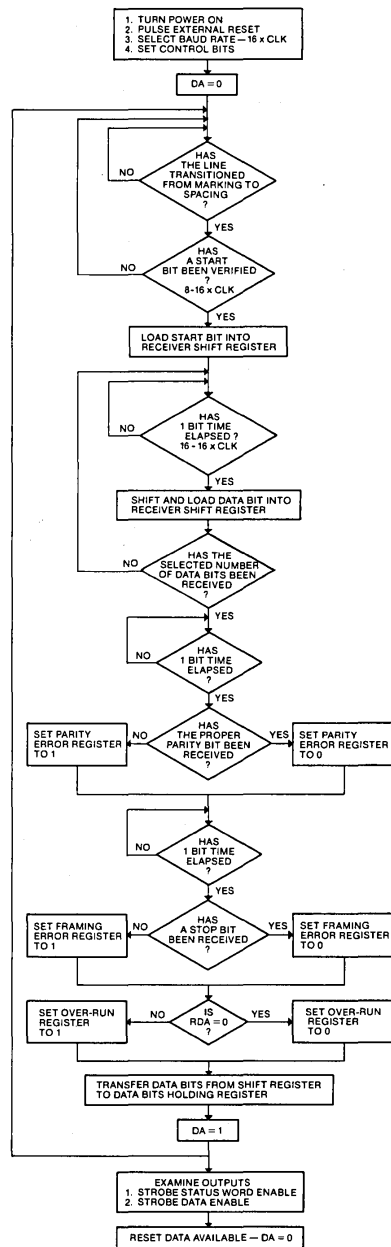 1. TURN POWER ON
2. PULSE EXTERNAL RESET
3. SELECT BAUD RATE — 16 x CLK
4. SET CONTROL BITS
DA = 0
HAS
THE LINE
TRANSITIONED
FROM MARKING TO
SPACING
?
NO
YES
HAS
A START
BIT BEEN VERIFIED
?
8-16 x CLK
NO
YES
LOAD START BIT INTO
RECEIVER SHIFT REGISTER
HAS
1 BIT TIME
ELAPSED ?
16 - 16 x CLK
NO
YES
SHIFT AND LOAD DATA BIT INTO
RECEIVER SHIFT REGISTER
HAS THE
SELECTED NUMBER
OF DATA BITS BEEN
RECEIVED
?
NO
YES
HAS
1 BIT TIME
ELAPSED
?
NO
YES
SET PARITY
ERROR REGISTER
TO 1
NO
HAS
THE PROPER
PARITY BIT BEEN
RECEIVED
?
YES
SET PARITY
ERROR REGISTER
TO 0
HAS
1 BIT TIME
ELAPSED
?
NO
YES
SET FRAMING
ERROR REGISTER
TO 1
NO
HAS
A STOP BIT
BEEN RECEIVED
?
YES
SET FRAMING
ERROR REGISTER
TO 0
SET OVER-RUN
REGISTER
TO 1
NO
IS
RDA = 0
?
YES
SET OVER-RUN
REGISTER
TO 0
TRANSFER DATA BITS FROM SHIFT REGISTER
TO DATA BITS HOLDING REGISTER
DA = 1
EXAMINE OUTPUTS
1. STROBE STATUS WORD ENABLE
2. STROBE DATA ENABLE
RESET DATA AVAILABLE — DA = 0